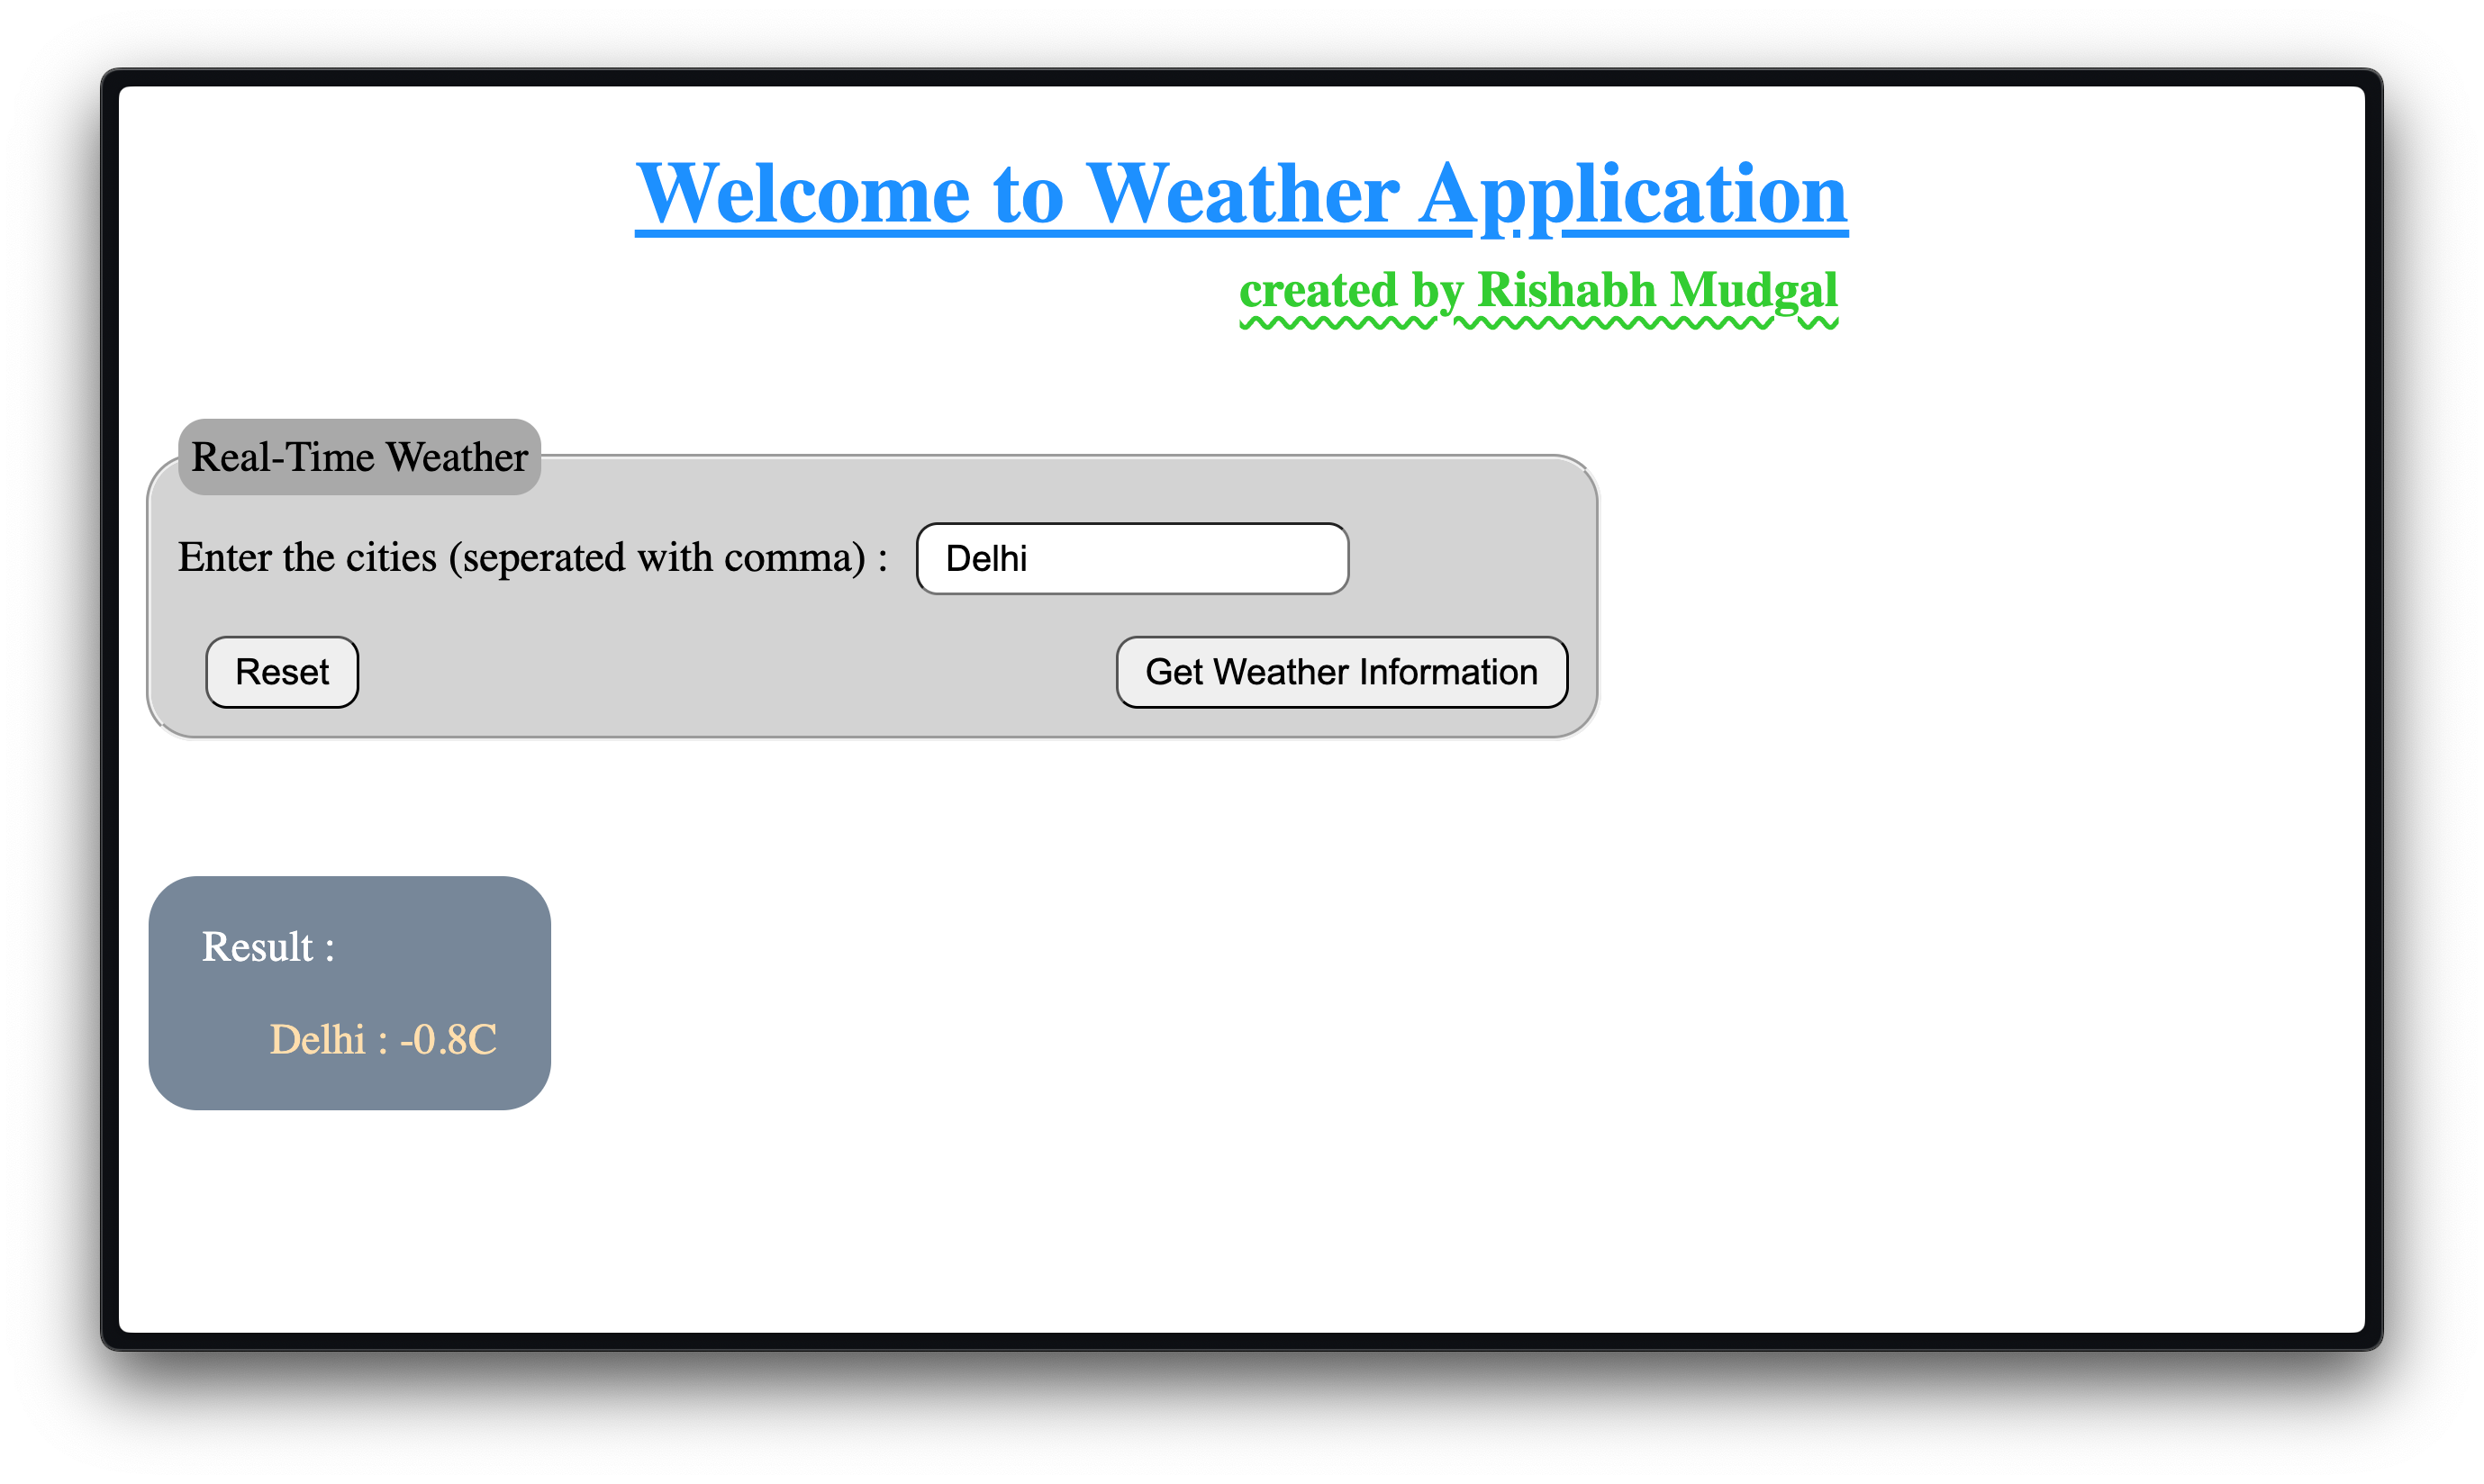 Welcome to Weather Application
created by Rishabh Mudgal
Real-Time Weather
Enter the cities (seperated with comma) : Delhi
Reset Get Weather Information
Result :
Delhi : -0.8C